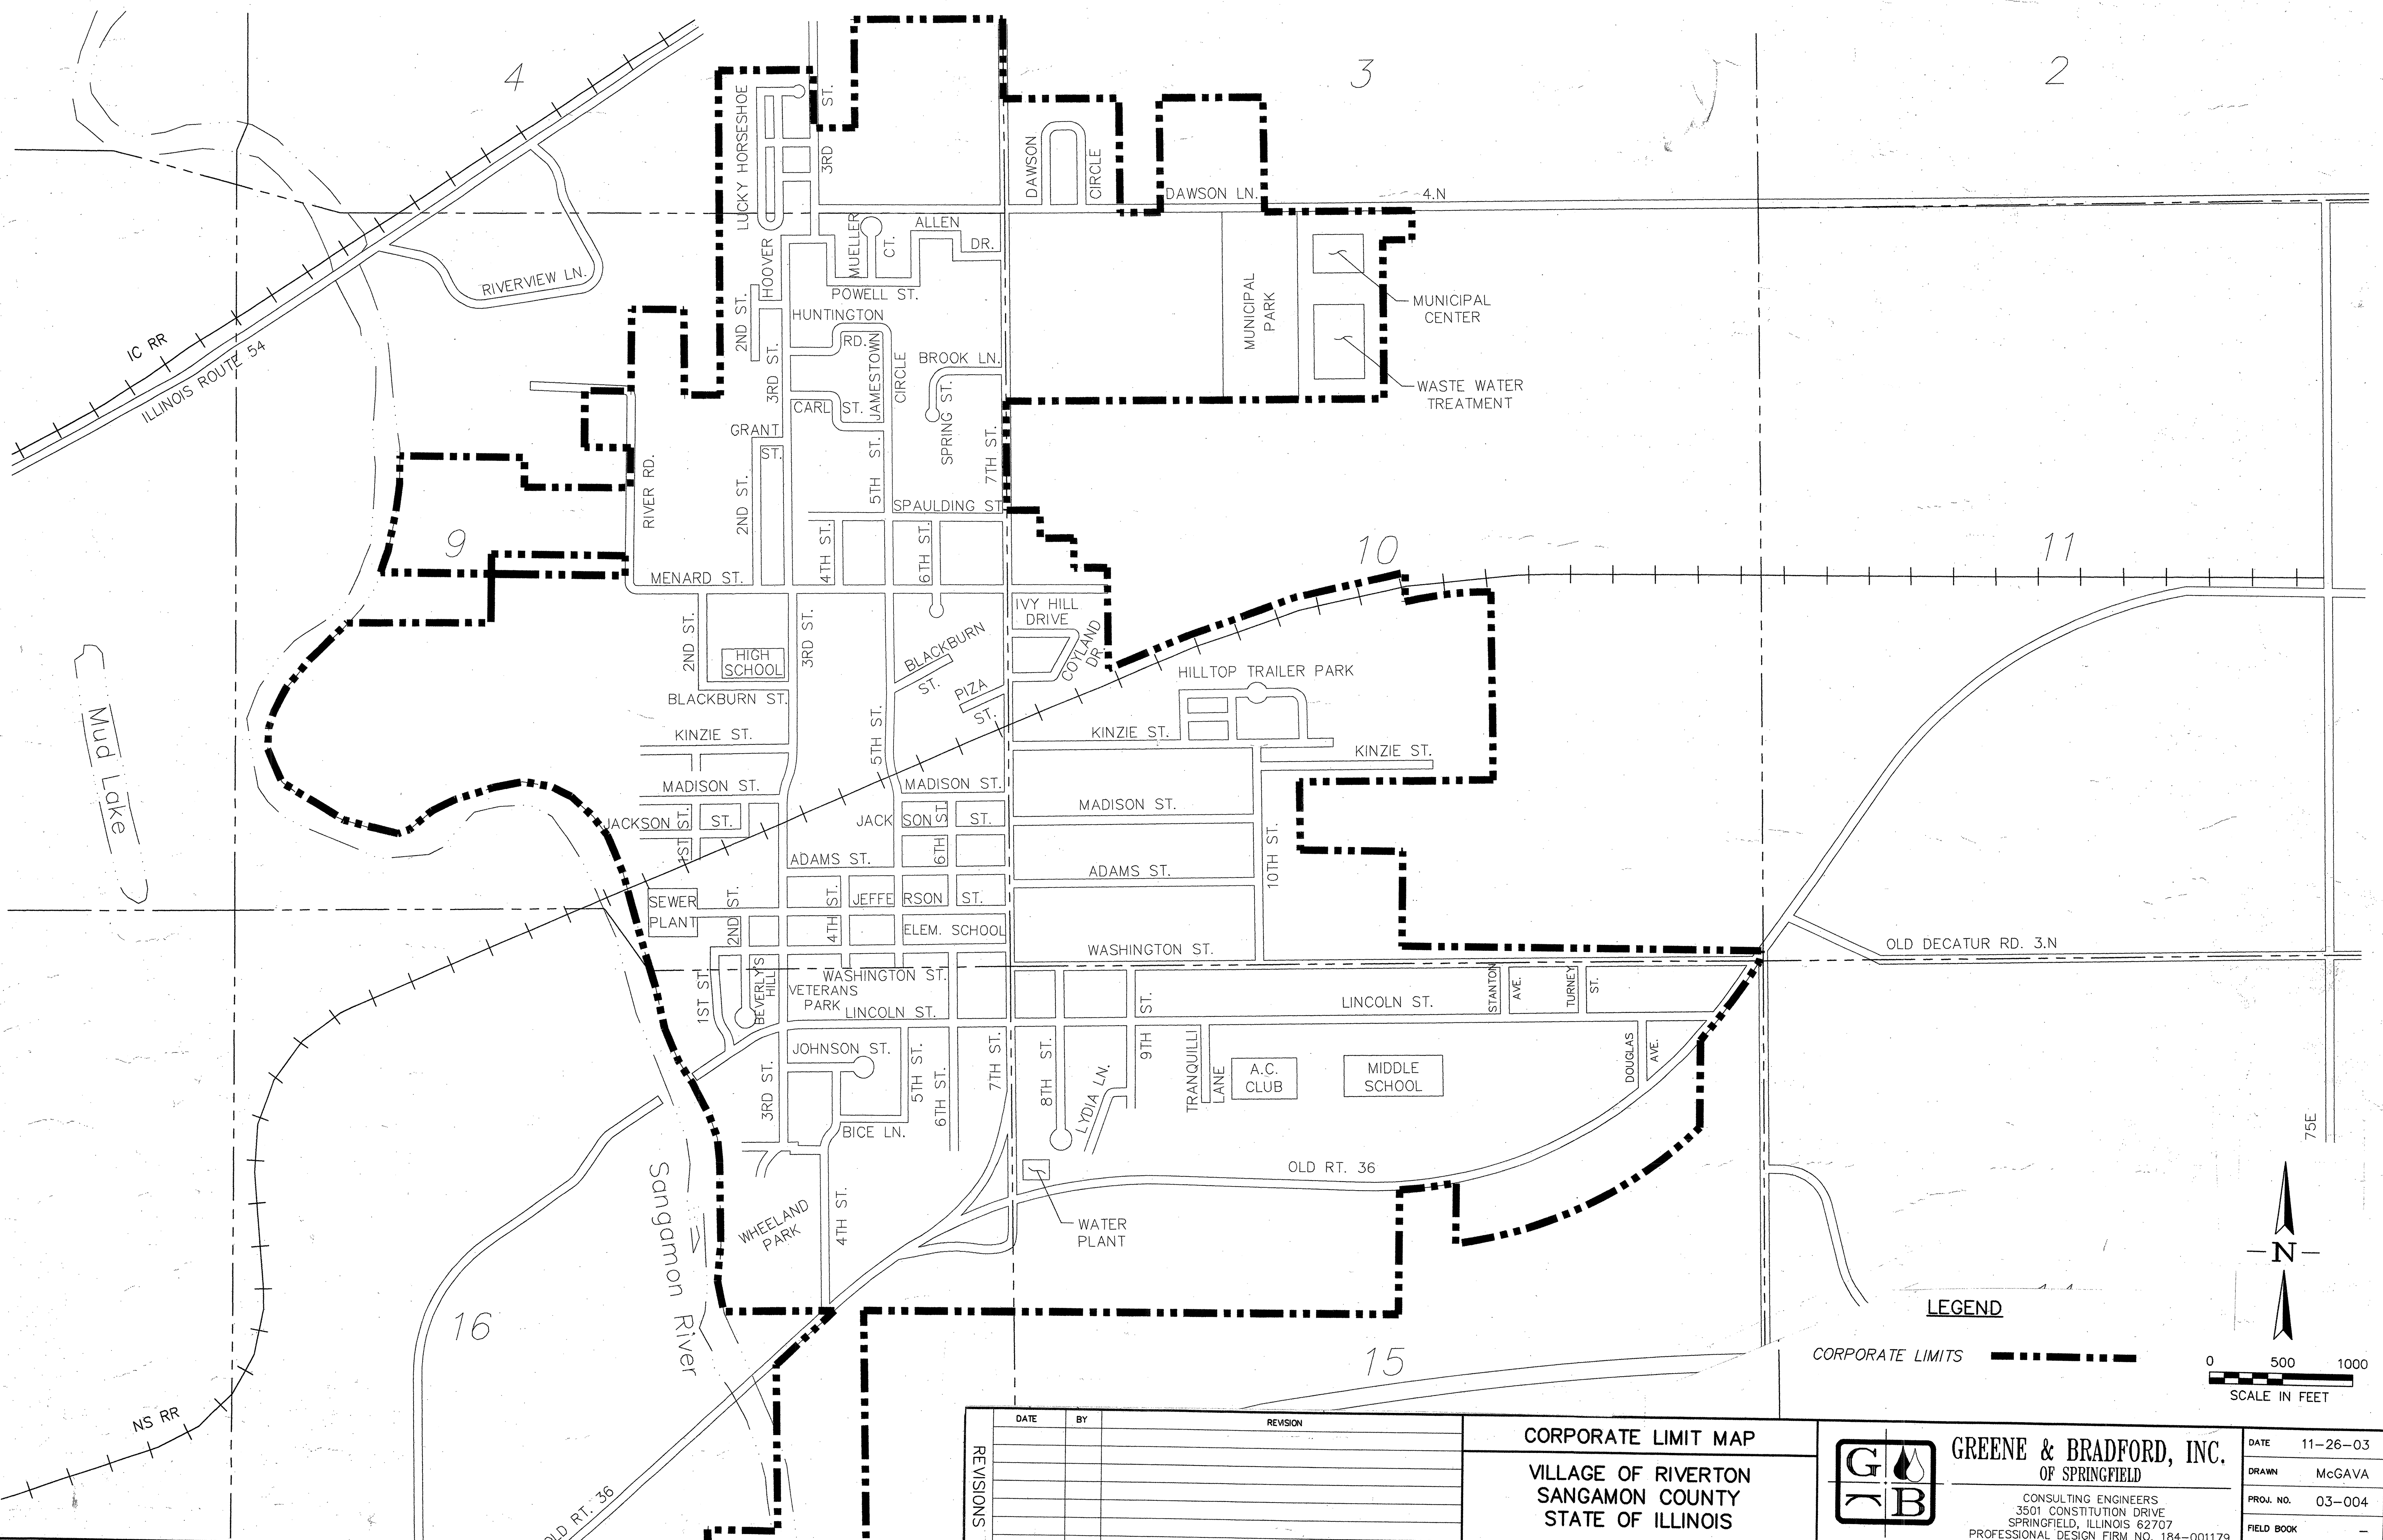 4
3
2
LUCKY HORSESHOE
3RD ST.
DAWSON CIRCLE
DAWSON LN.
4.N
RIVERVIEW LN.
HOOVER
MUELLER CT.
ALLEN DR.
POWELL ST.
2ND ST.
HUNTINGTON RD.
JAMESTOWN CIRCLE
BROOK LN.
3RD ST.
CARL ST.
GRANT ST.
SPRING ST.
7TH ST.
MUNICIPAL
PARK
MUNICIPAL
CENTER
WASTE WATER
TREATMENT
IC RR
ILLINOIS ROUTE 54
RIVER RD.
2ND ST.
5TH ST.
SPAULDING ST
9
10
11
4TH ST.
6TH ST.
MENARD ST.
IVY HILL
DRIVE
COYLAND
DR.
2ND ST.
HIGH
SCHOOL
3RD ST.
BLACKBURN
ST.
PIZA
ST.
BLACKBURN ST.
HILLTOP TRAILER PARK
KINZIE ST.
5TH ST.
KINZIE ST.
KINZIE ST.
Mud Lake
MADISON ST.
MADISON ST.
MADISON ST.
JACKSON ST.
1ST ST.
JACK SON ST.
6TH ST.
ADAMS ST.
ADAMS ST.
10TH ST.
SEWER
PLANT
2ND ST.
4TH ST.
JEFFE RSON ST.
ELEM. SCHOOL
WASHINGTON ST.
OLD DECATUR RD. 3.N
1ST ST.
BEVERLY'S
HILL
WASHINGTON ST.
VETERANS
PARK
LINCOLN ST.
LINCOLN ST.
STANTON AVE.
TURNEY ST.
JOHNSON ST.
3RD ST.
5TH ST.
6TH ST.
7TH ST.
8TH ST.
LYDIA LN.
9TH ST.
TRANQUILLI
LANE
A.C.
CLUB
MIDDLE
SCHOOL
DOUGLAS AVE.
BICE LN.
75E
OLD RT. 36
Sangamon River
WHEELAND
PARK
4TH ST.
WATER
PLANT
16
15
NS RR
OLD RT. 36
N
LEGEND
CORPORATE LIMITS
0 500 1000
SCALE IN FEET
REVISIONS
DATE BY REVISION
CORPORATE LIMIT MAP
VILLAGE OF RIVERTON
SANGAMON COUNTY
STATE OF ILLINOIS
G
B
GREENE & BRADFORD, INC.
OF SPRINGFIELD
CONSULTING ENGINEERS
3501 CONSTITUTION DRIVE
SPRINGFIELD, ILLINOIS 62707
PROFESSIONAL DESIGN FIRM NO. 184-001179
DATE 11-26-03
DRAWN McGAVA
PROJ. NO. 03-004
FIELD BOOK –